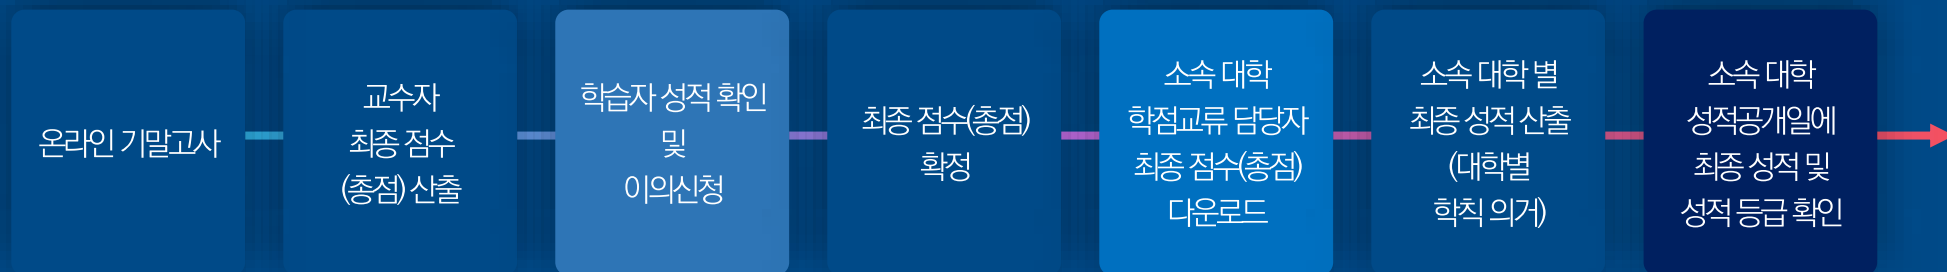 온라인 기말고사
교수자
최종 점수
(총점) 산출
학습자 성적 확인
및
이의신청
최종 점수(총점)
확정
소속 대학
학점교류 담당자
최종 점수(총점)
다운로드
소속 대학 별
최종 성적 산출
(대학별
학칙 의거)
소속 대학
성적공개일에
최종 성적 및
성적 등급 확인